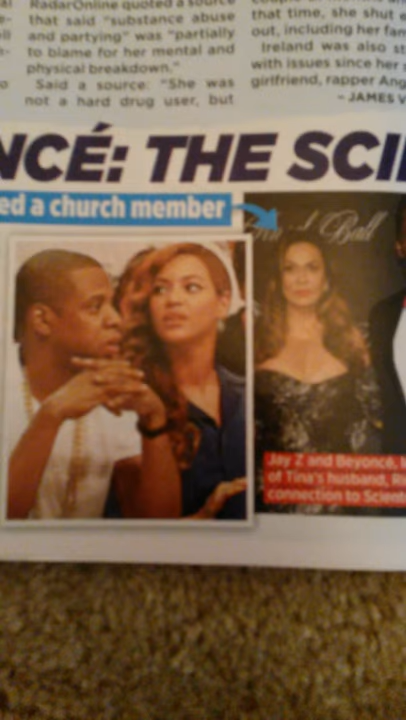 RadarOnline quoted a source
that said "substance abuse
and partying" was "partially
to blame for her mental and
physical breakdown."
Said a source: "She was
not a hard drug user, but
that time, she shut
out, including her fam
Ireland was also st
with issues since her
girlfriend, rapper Ang
– JAMES V
NCÉ: THE SCI
ed a church member
Ball
Jay Z and Beyoncé,
of Tina's husband, Ri
connection to Scient